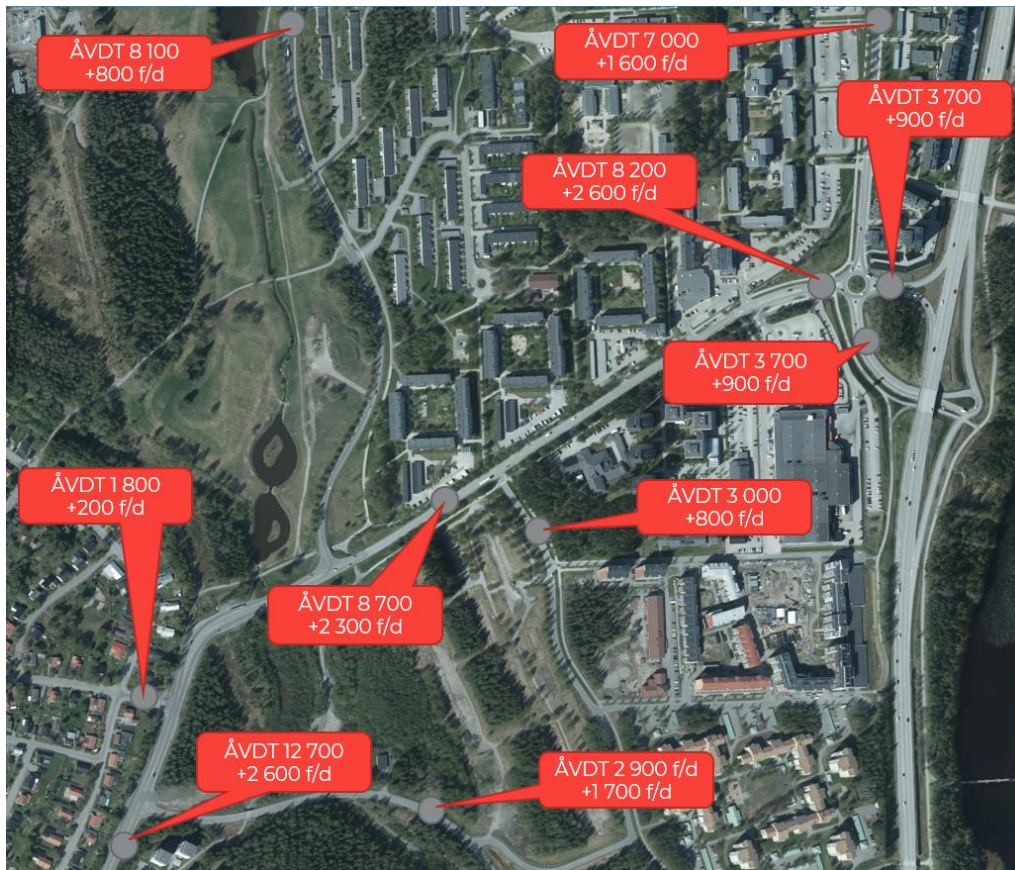 ÅVDT 8 100
+800 f/d
ÅVDT 7 000
+1 600 f/d
ÅVDT 3 700
+900 f/d
ÅVDT 8 200
+2 600 f/d
ÅVDT 3 700
+900 f/d
ÅVDT 1 800
+200 f/d
ÅVDT 3 000
+800 f/d
ÅVDT 8 700
+2 300 f/d
ÅVDT 12 700
+2 600 f/d
ÅVDT 2 900 f/d
+1 700 f/d